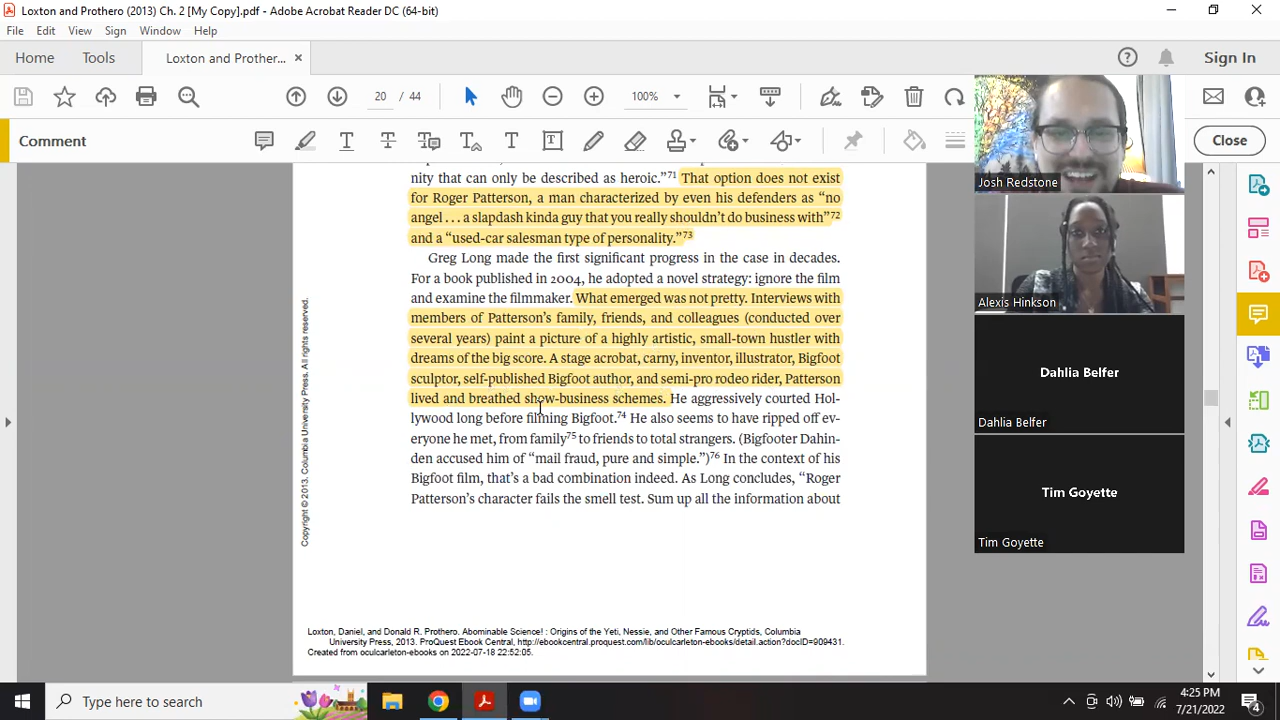 Loxton and Prothero (2013) Ch. 2 [My Copy].pdf - Adobe Acrobat Reader DC (64-bit)
File Edit View Sign Window Help
Home Tools Loxton and Prother... ×
Sign In
20 / 44
100%
Comment
Close
nity that can only be described as heroic.”71 That option does not exist
for Roger Patterson, a man characterized by even his defenders as “no
angel . . . a slapdash kinda guy that you really shouldn’t do business with”72
and a “used-car salesman type of personality.”73
Greg Long made the first significant progress in the case in decades.
For a book published in 2004, he adopted a novel strategy: ignore the film
and examine the filmmaker. What emerged was not pretty. Interviews with
members of Patterson’s family, friends, and colleagues (conducted over
several years) paint a picture of a highly artistic, small-town hustler with
dreams of the big score. A stage acrobat, carny, inventor, illustrator, Bigfoot
sculptor, self-published Bigfoot author, and semi-pro rodeo rider, Patterson
lived and breathed show-business schemes. He aggressively courted Hol-
lywood long before filming Bigfoot.74 He also seems to have ripped off ev-
eryone he met, from family75 to friends to total strangers. (Bigfooter Dahin-
den accused him of “mail fraud, pure and simple.”)76 In the context of his
Bigfoot film, that’s a bad combination indeed. As Long concludes, “Roger
Patterson’s character fails the smell test. Sum up all the information about
Copyright © 2013. Columbia University Press. All rights reserved.
Loxton, Daniel, and Donald R. Prothero. Abominable Science! : Origins of the Yeti, Nessie, and Other Famous Cryptids, Columbia
University Press, 2013. ProQuest Ebook Central, http://ebookcentral.proquest.com/lib/oculcarleton-ebooks/detail.action?docID=909431.
Created from oculcarleton-ebooks on 2022-07-18 22:52:05.
Josh Redstone
Alexis Hinkson
Dahlia Belfer
Dahlia Belfer
Tim Goyette
Tim Goyette
Type here to search
4:25 PM
7/21/2022
4